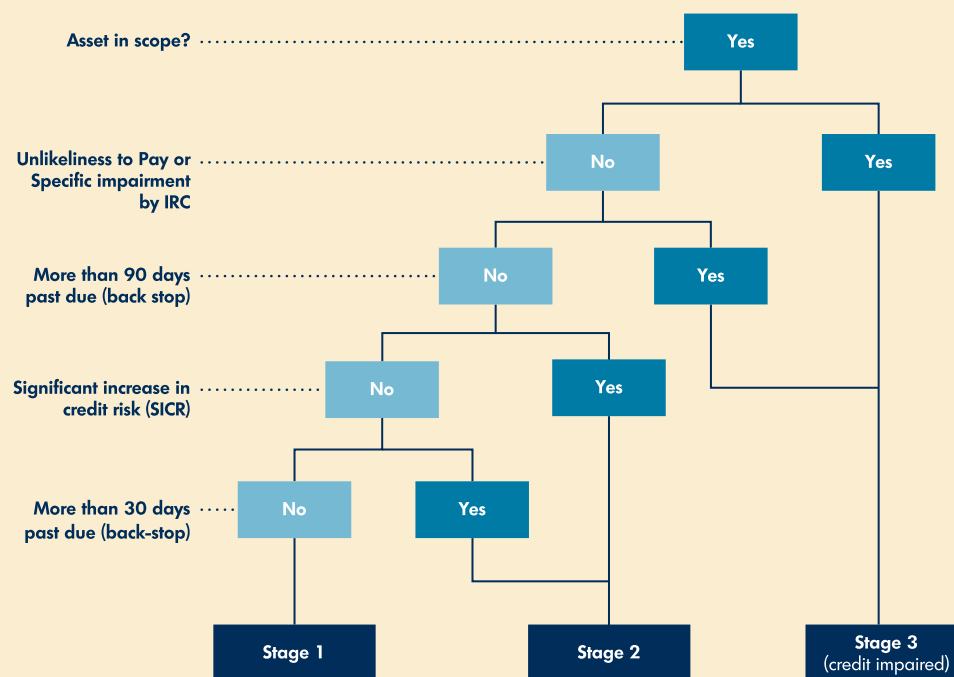 Asset in scope?
Yes
Unlikeliness to Pay or
Specific impairment
by IRC
No
Yes
More than 90 days
past due (back stop)
No
Yes
Significant increase in
credit risk (SICR)
No
Yes
More than 30 days
past due (back-stop)
No
Yes
Stage 1
Stage 2
Stage 3
(credit impaired)